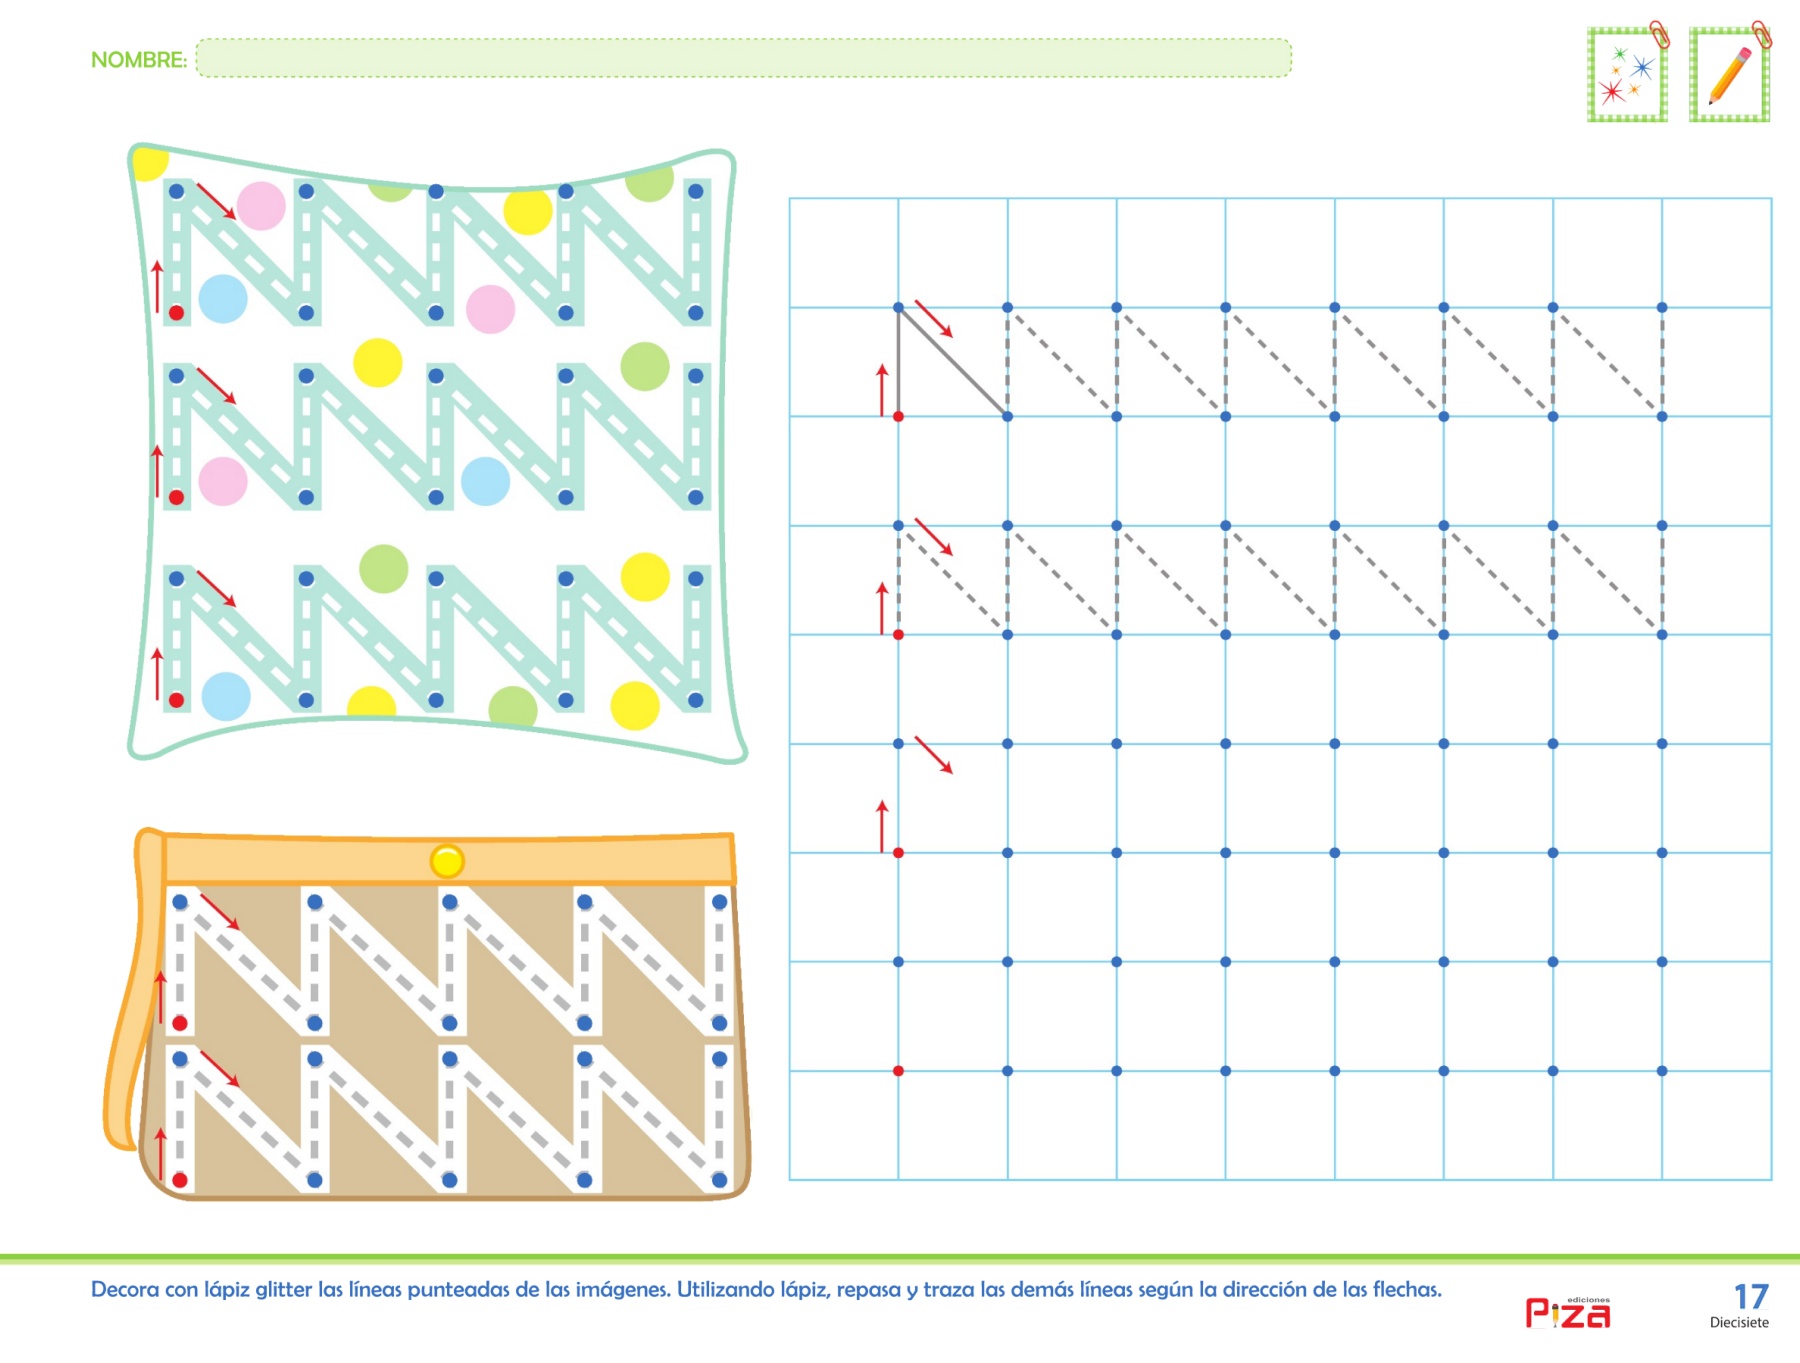 NOMBRE:
Decora con lápiz glitter las líneas punteadas de las imágenes. Utilizando lápiz, repasa y traza las demás líneas según la dirección de las flechas.
ediciones
Piza
17
Diecisiete